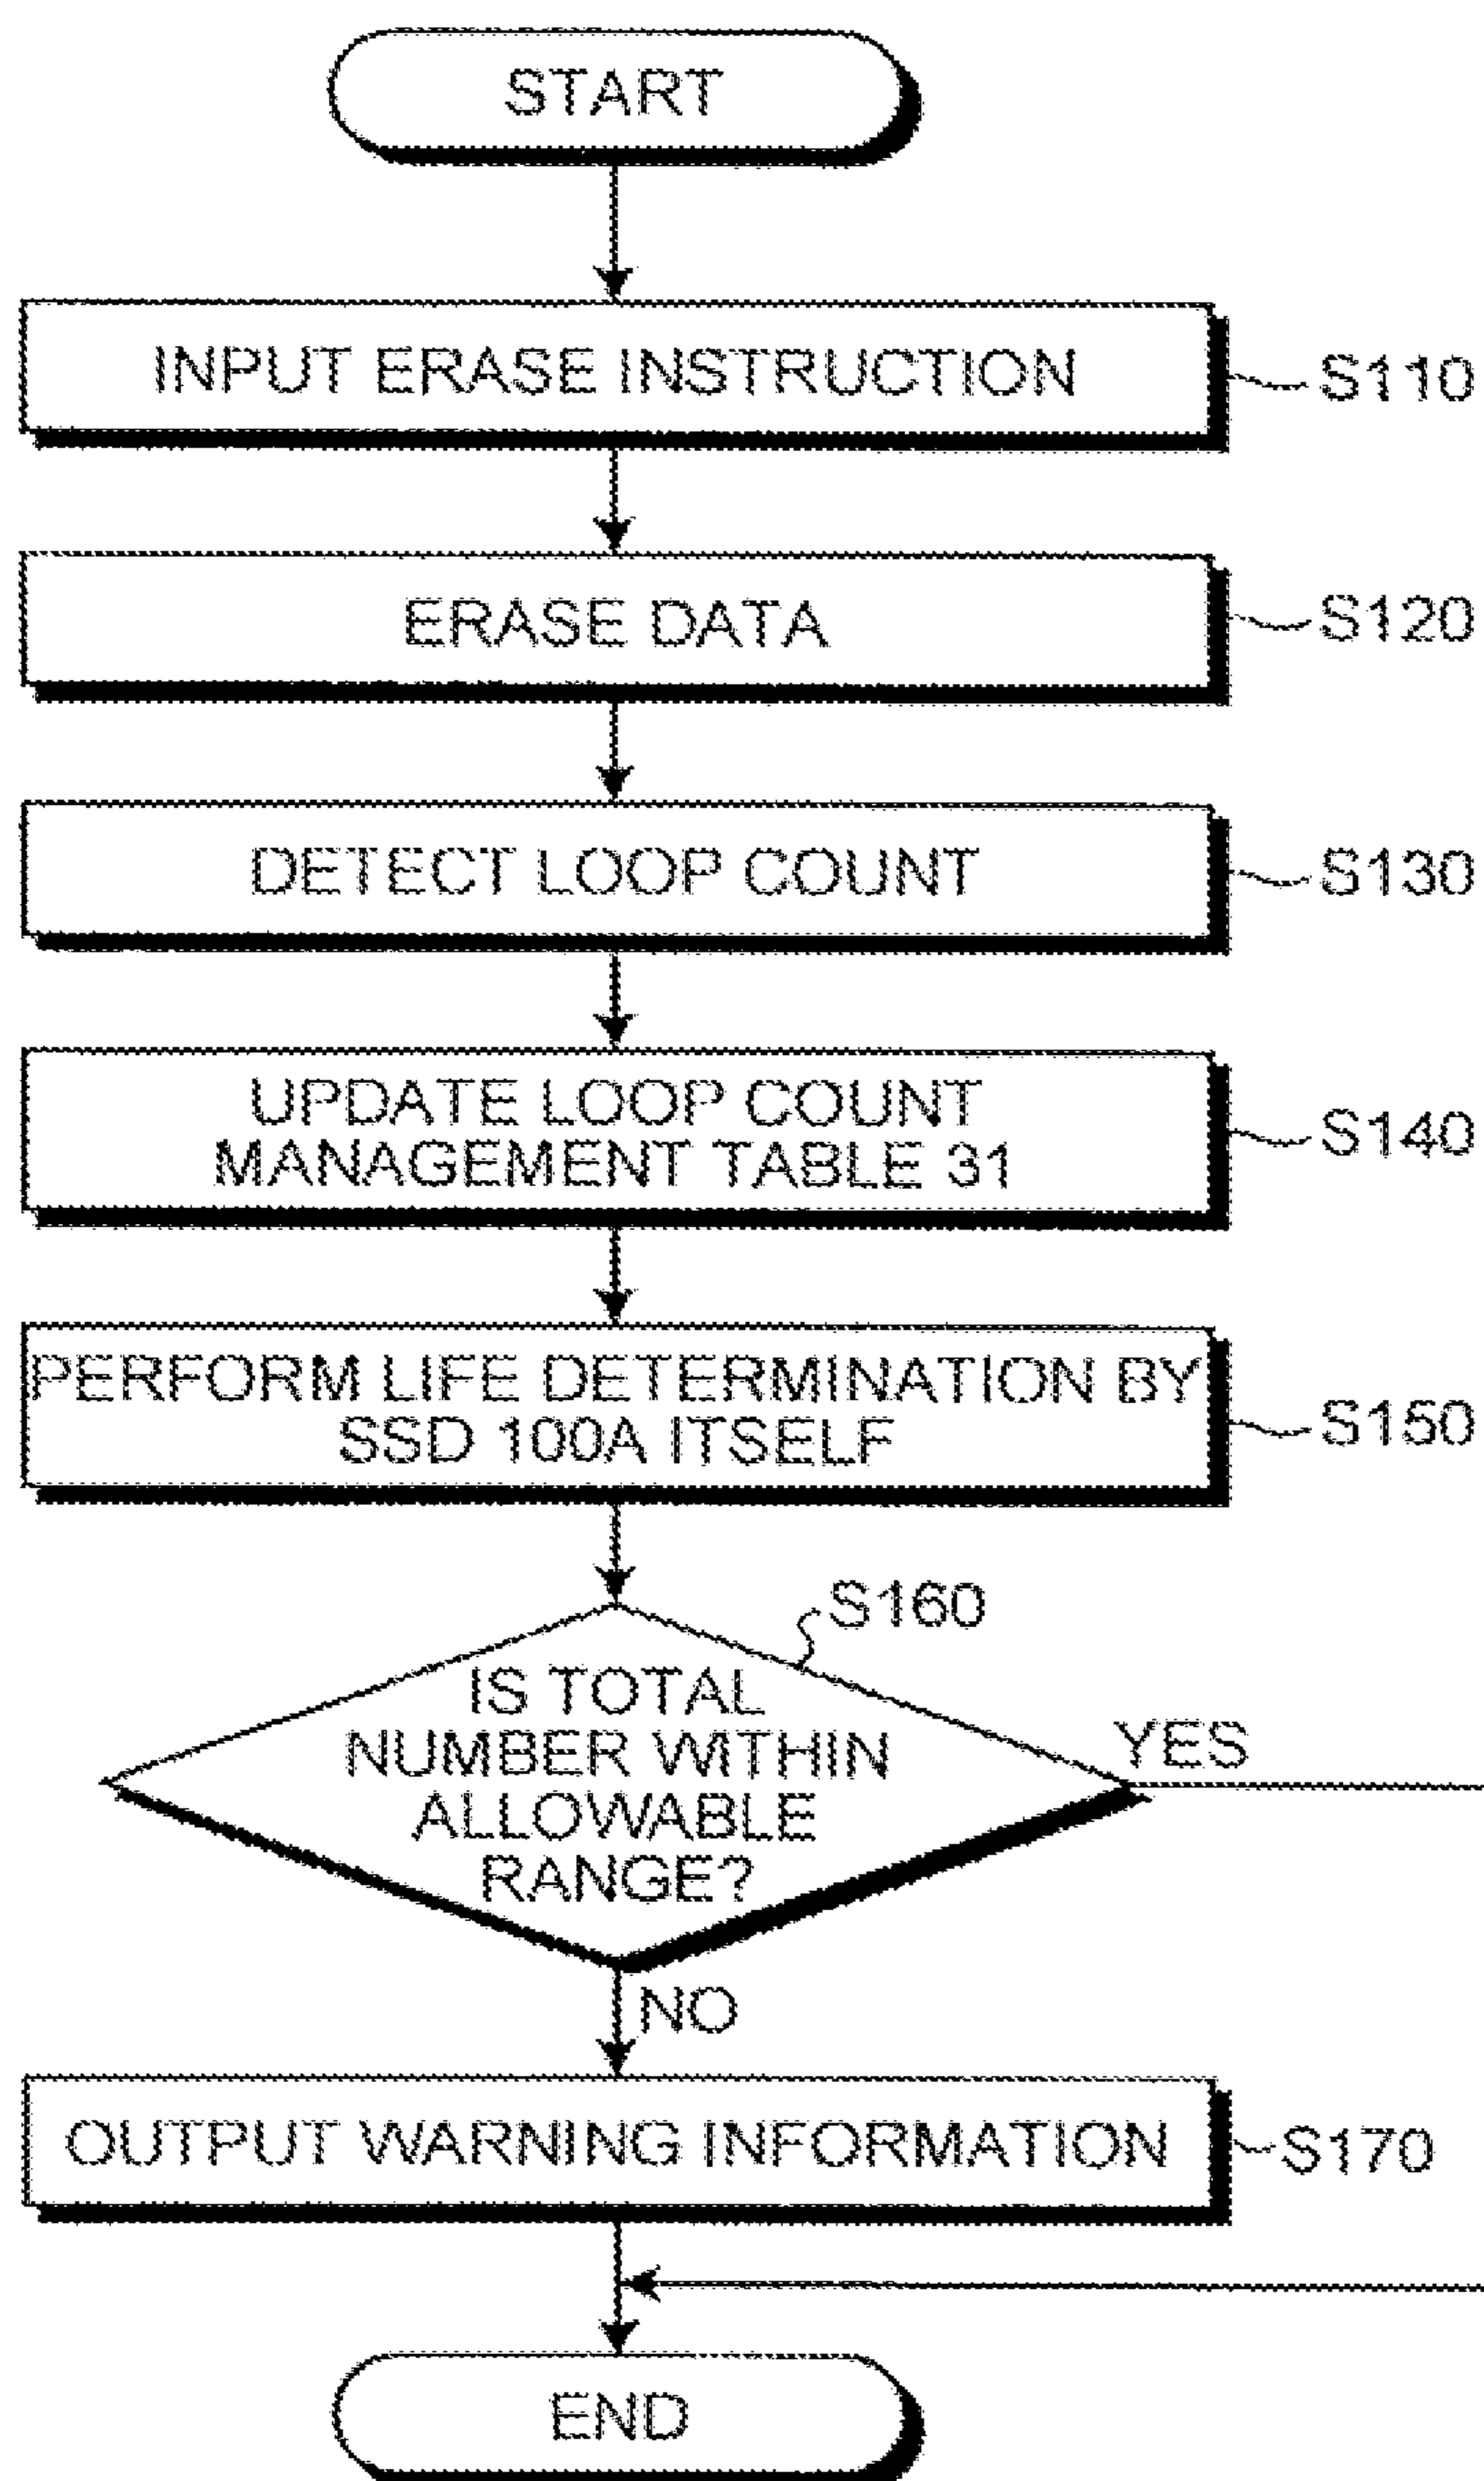 START
INPUT ERASE INSTRUCTION
S110
ERASE DATA
S120
DETECT LOOP COUNT
S130
UPDATE LOOP COUNT
MANAGEMENT TABLE 31
S140
PERFORM LIFE DETERMINATION BY
SSD 100A ITSELF
S150
S160
IS TOTAL
NUMBER WITHIN
ALLOWABLE
RANGE?
YES
NO
OUTPUT WARNING INFORMATION
S170
END